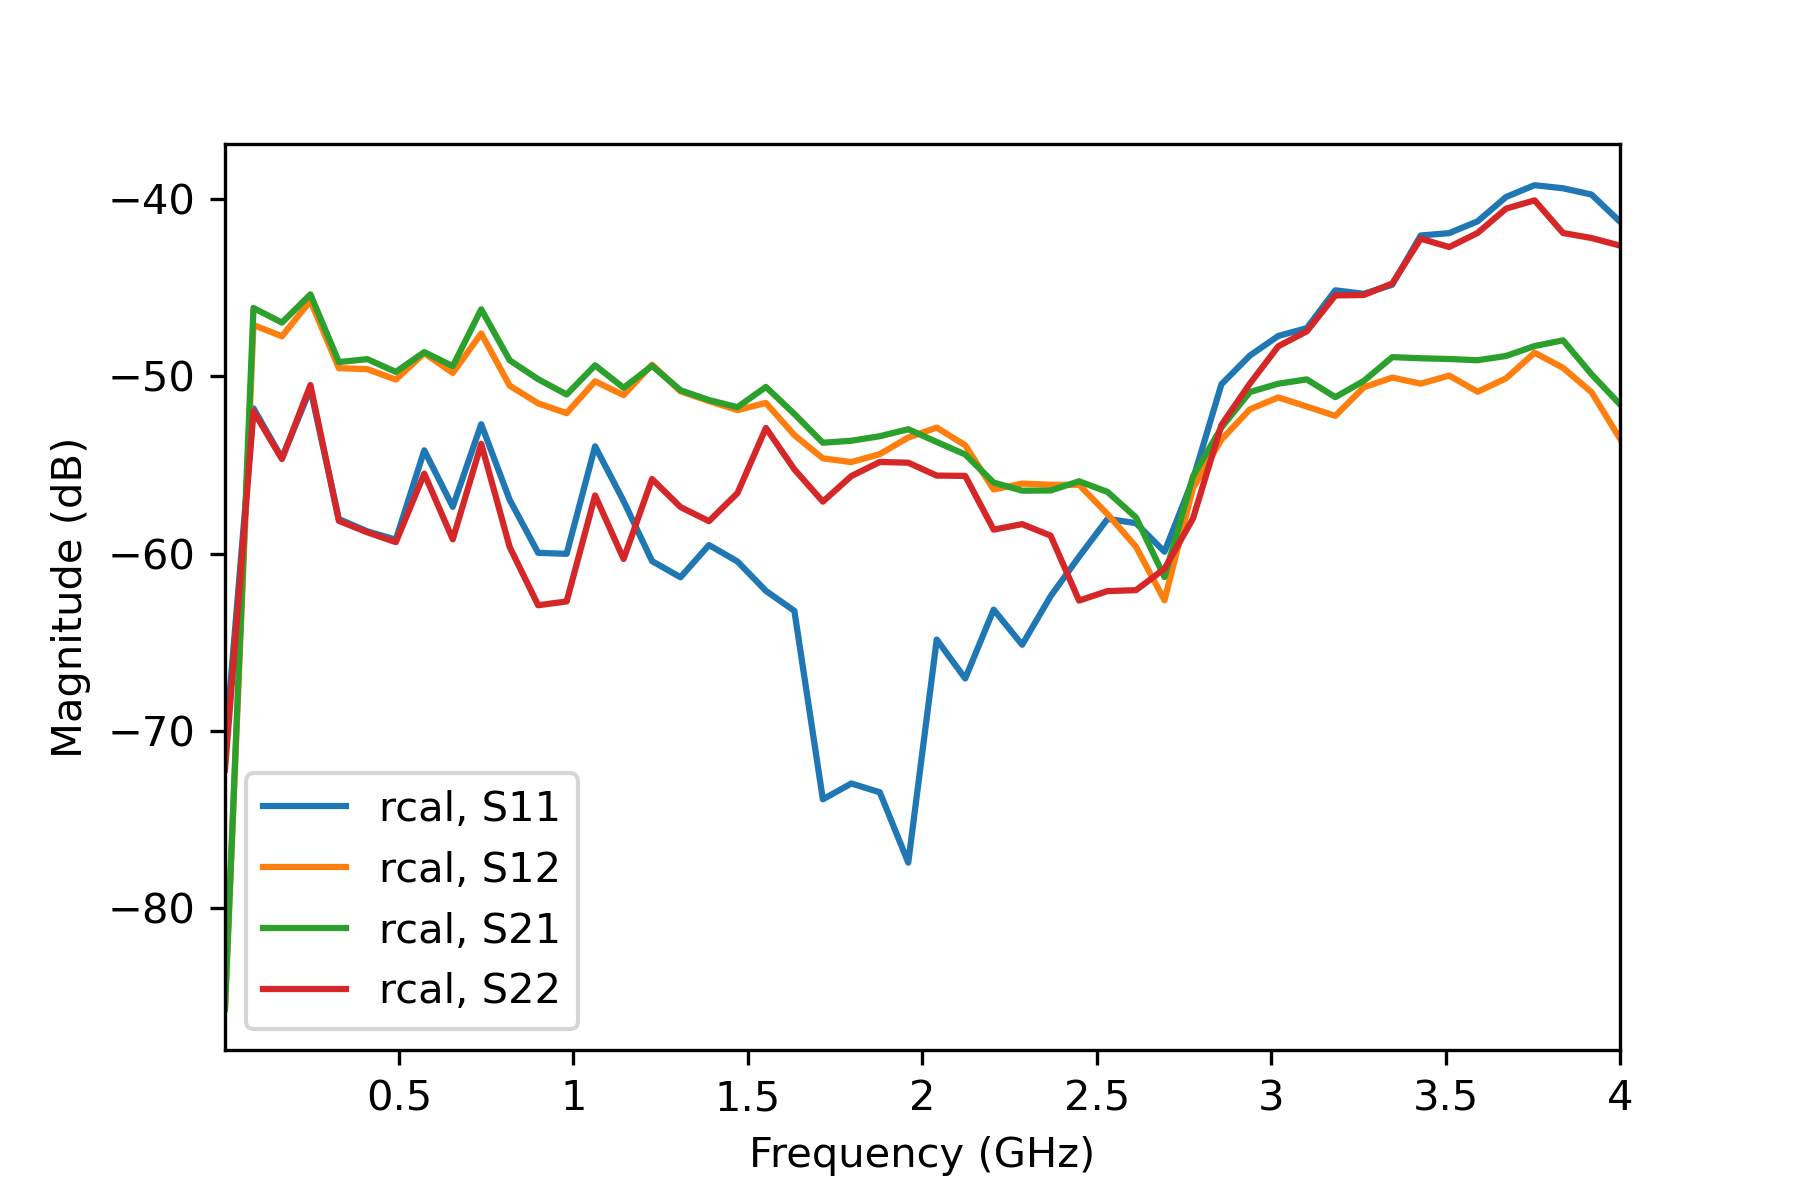 −40
−50
−60
−70
−80
Magnitude (dB)
rcal, S11
rcal, S12
rcal, S21
rcal, S22
0.5 1 1.5 2 2.5 3 3.5 4
Frequency (GHz)